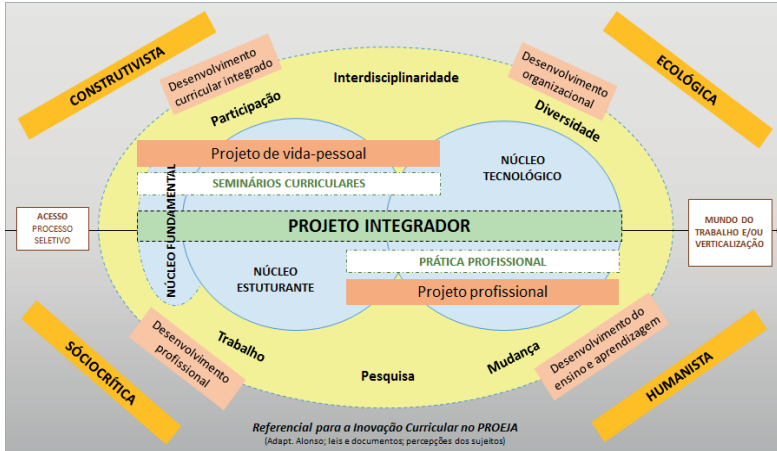 CONSTRUTIVISTA
Desenvolvimento
curricular integrado
Interdisciplinaridade
Desenvolvimento
organizacional
ECOLÓGICA
Participação
Diversidade
Projeto de vida-pessoal
NÚCLEO
TECNOLÓGICO
SEMINÁRIOS CURRICULARES
NÚCLEO FUNDAMENTAL
ACESSO
PROCESSO
SELETIVO
PROJETO INTEGRADOR
MUNDO DO
TRABALHO E/OU
VERTICALIZAÇÃO
NÚCLEO
ESTUTURANTE
PRÁTICA PROFISSIONAL
Projeto profissional
SÓCIOCRÍTICA
Desenvolvimento
profissional
Trabalho
Pesquisa
Mudança
Desenvolvimento do
ensino e aprendizagem
HUMANISTA
Referencial para a Inovação Curricular no PROEJA
(Adapt. Alonso; leis e documentos; percepções dos sujeitos)